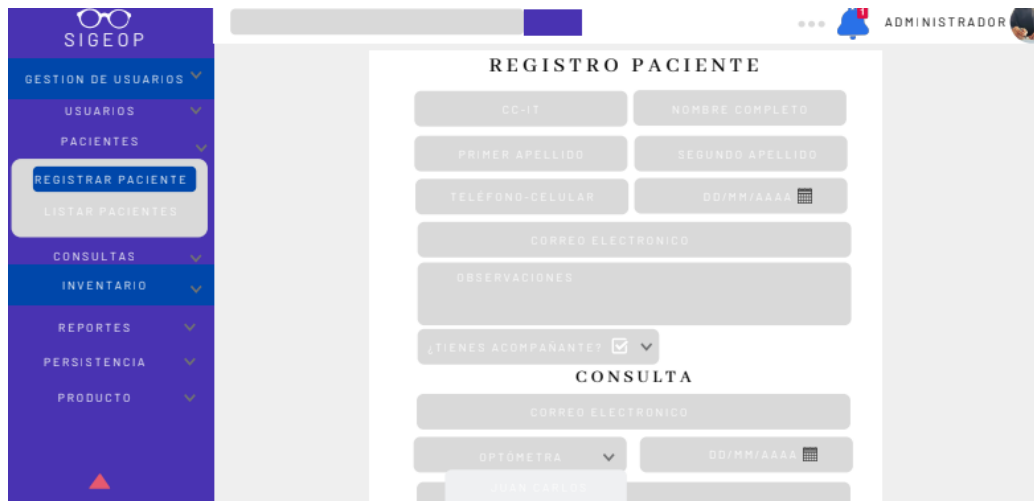 SIGEOP
ADMINISTRADOR
1
GESTION DE USUARIOS
USUARIOS
PACIENTES
REGISTRAR PACIENTE
LISTAR PACIENTES
CONSULTAS
INVENTARIO
REPORTES
PERSISTENCIA
PRODUCTO
REGISTRO PACIENTE
CC-IT NOMBRE COMPLETO
PRIMER APELLIDO SEGUNDO APELLIDO
TELÉFONO-CELULAR DD/MM/AAAA
CORREO ELECTRONICO
OBSERVACIONES
¿TIENES ACOMPAÑANTE?
CONSULTA
CORREO ELECTRONICO
OPTÓMETRA DD/MM/AAAA
JUAN CARLOS